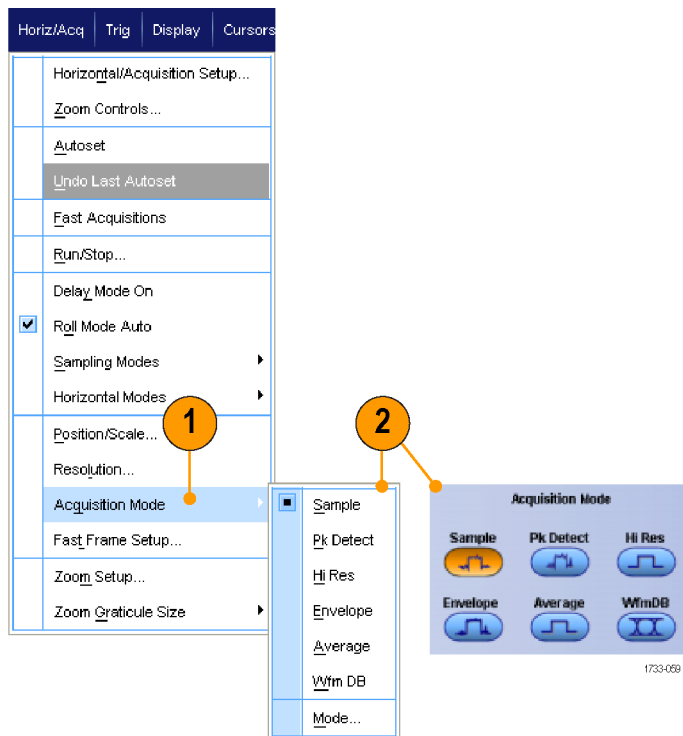 Horiz/Acq Trig Display Cursors
Horizontal/Acquisition Setup...
Zoom Controls...
Autoset
Undo Last Autoset
Fast Acquisitions
Run/Stop...
Delay Mode On
Roll Mode Auto
Sampling Modes
Horizontal Modes
Position/Scale...
Resolution...
Acquisition Mode
Fast Frame Setup...
Zoom Setup...
Zoom Graticule Size
1
2
Sample
Pk Detect
Hi Res
Envelope
Average
Wfm DB
Mode...
Acquisition Mode
Sample Pk Detect Hi Res
Envelope Average WfmDB
1733-059